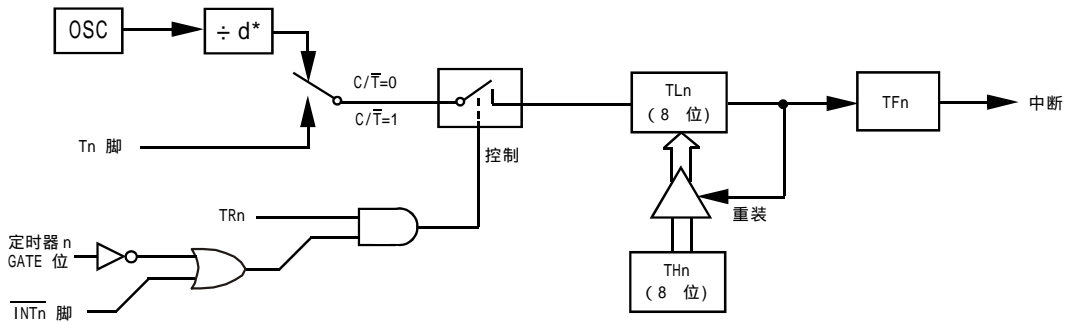 OSC
÷ d*
C/T̅=0
C/T̅=1
Tn 脚
控制
TLn
(8 位)
TFn
中断
重装
THn
(8 位)
TRn
定时器 n
GATE 位
I̅N̅T̅n̅ 脚